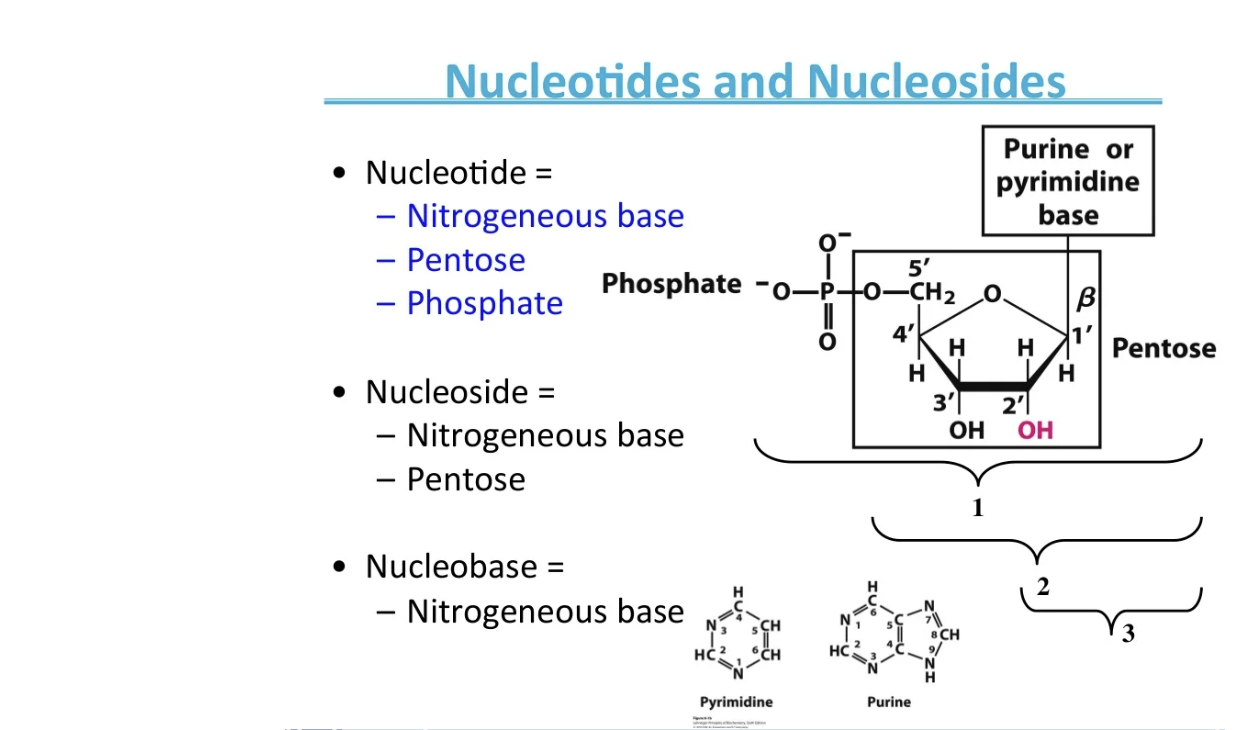 Nucleotides and Nucleosides
• Nucleotide =
– Nitrogeneous base
– Pentose
– Phosphate
• Nucleoside =
– Nitrogeneous base
– Pentose
• Nucleobase =
– Nitrogeneous base
Purine or
pyrimidine
base
O−
Phosphate −O—P—O—CH2 O
5′
β
O
4′ 1′
H H
Pentose
H H
3′ 2′
OH OH
1
2
3
H
C
4
N 3 5 CH
HC 2 6 CH
1
N
Pyrimidine
H
C
6
N 1 5 C N 7
8 CH
HC 2 4 C 9
3 N
N H
Purine